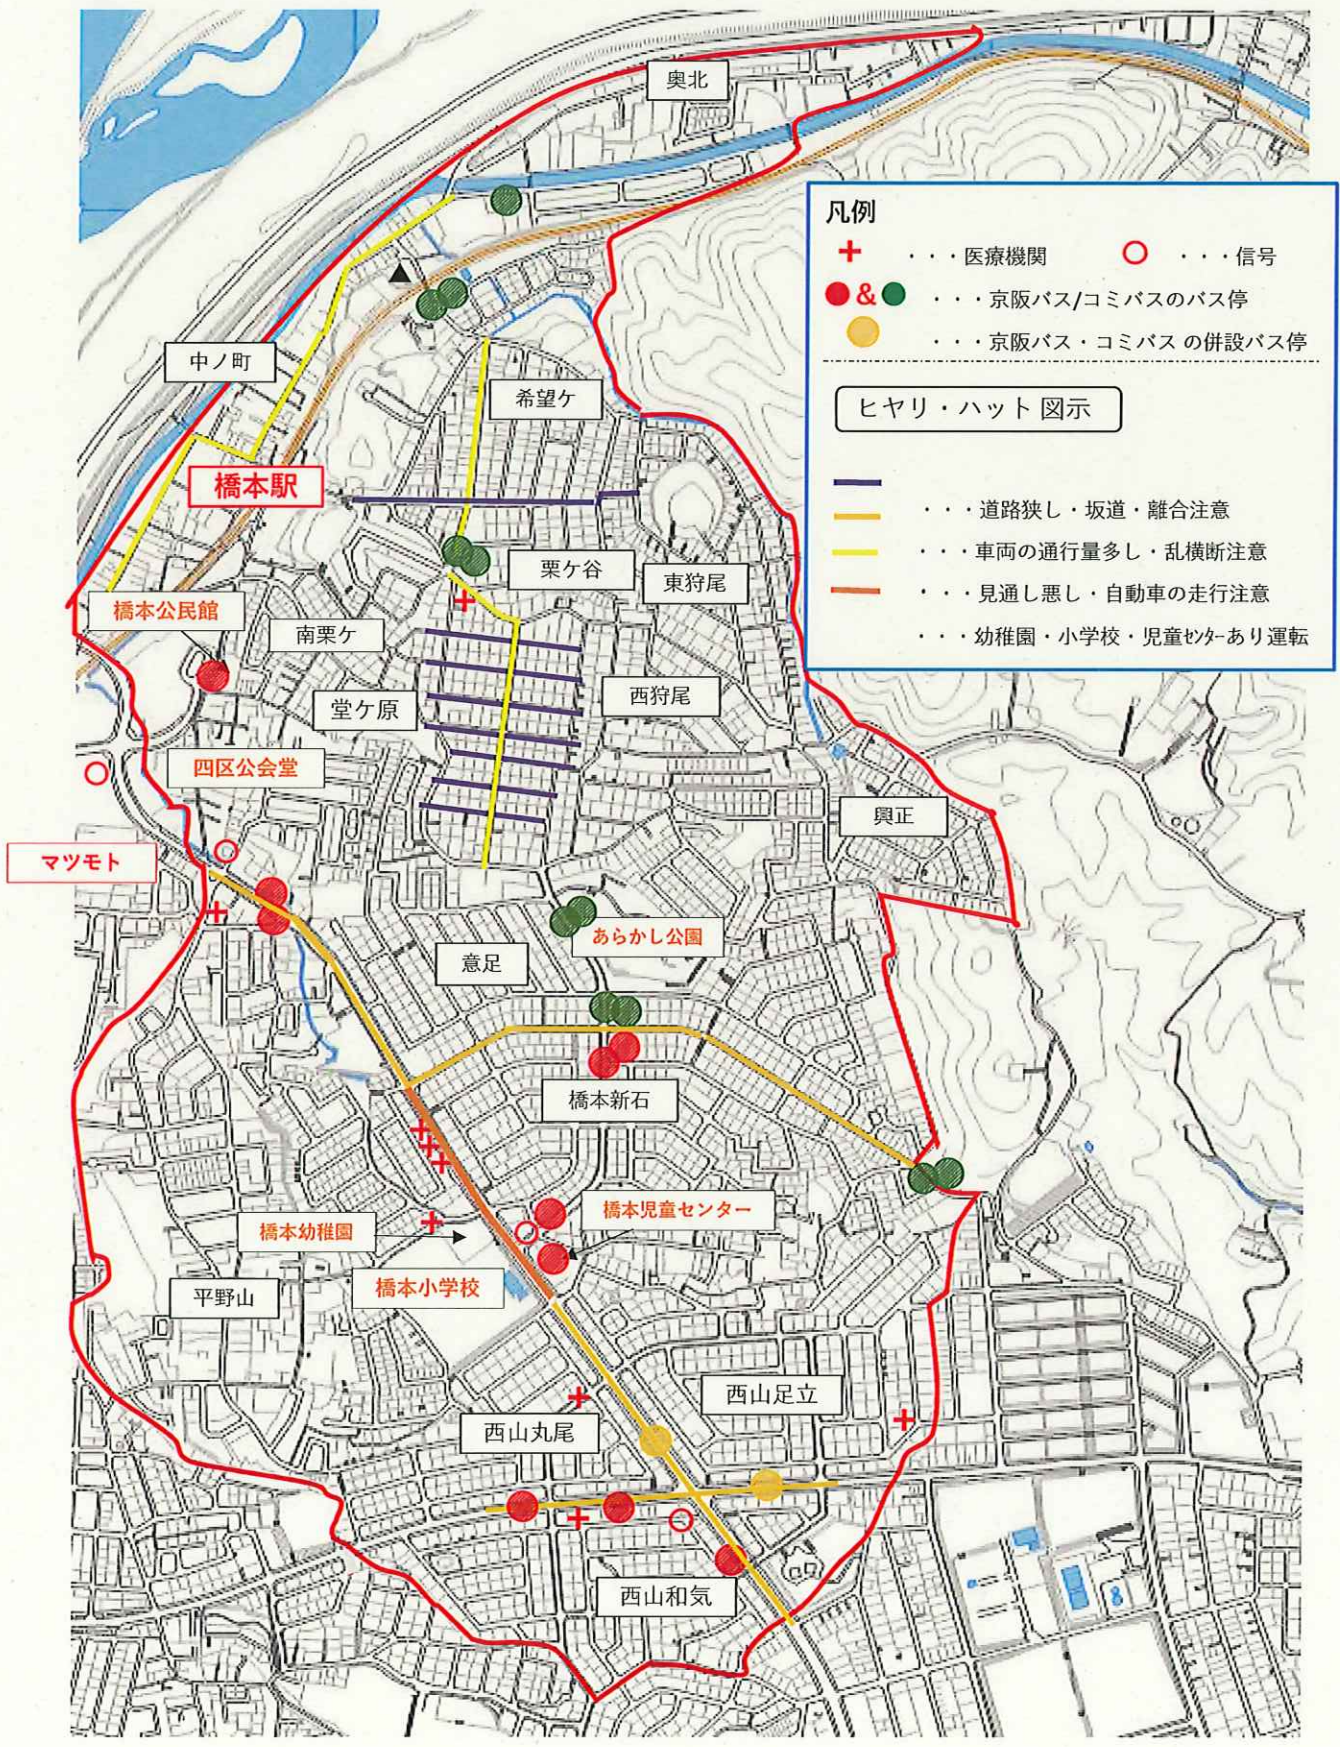 奥北
凡例
・・・医療機関
・・・信号
&
・・・京阪バス/コミバスのバス停
・・・京阪バス・コミバス の併設バス停
ヒヤリ・ハット 図示
・・・道路狭し・坂道・離合注意
・・・車両の通行量多し・乱横断注意
・・・見通し悪し・自動車の走行注意
・・・幼稚園・小学校・児童センターあり運転
中ノ町
希望ケ
橋本駅
栗ケ谷
東狩尾
橋本公民館
南栗ケ
西狩尾
堂ケ原
四区公会堂
興正
マツモト
あらかし公園
意足
橋本新石
橋本児童センター
橋本幼稚園
橋本小学校
平野山
西山足立
西山丸尾
西山和気